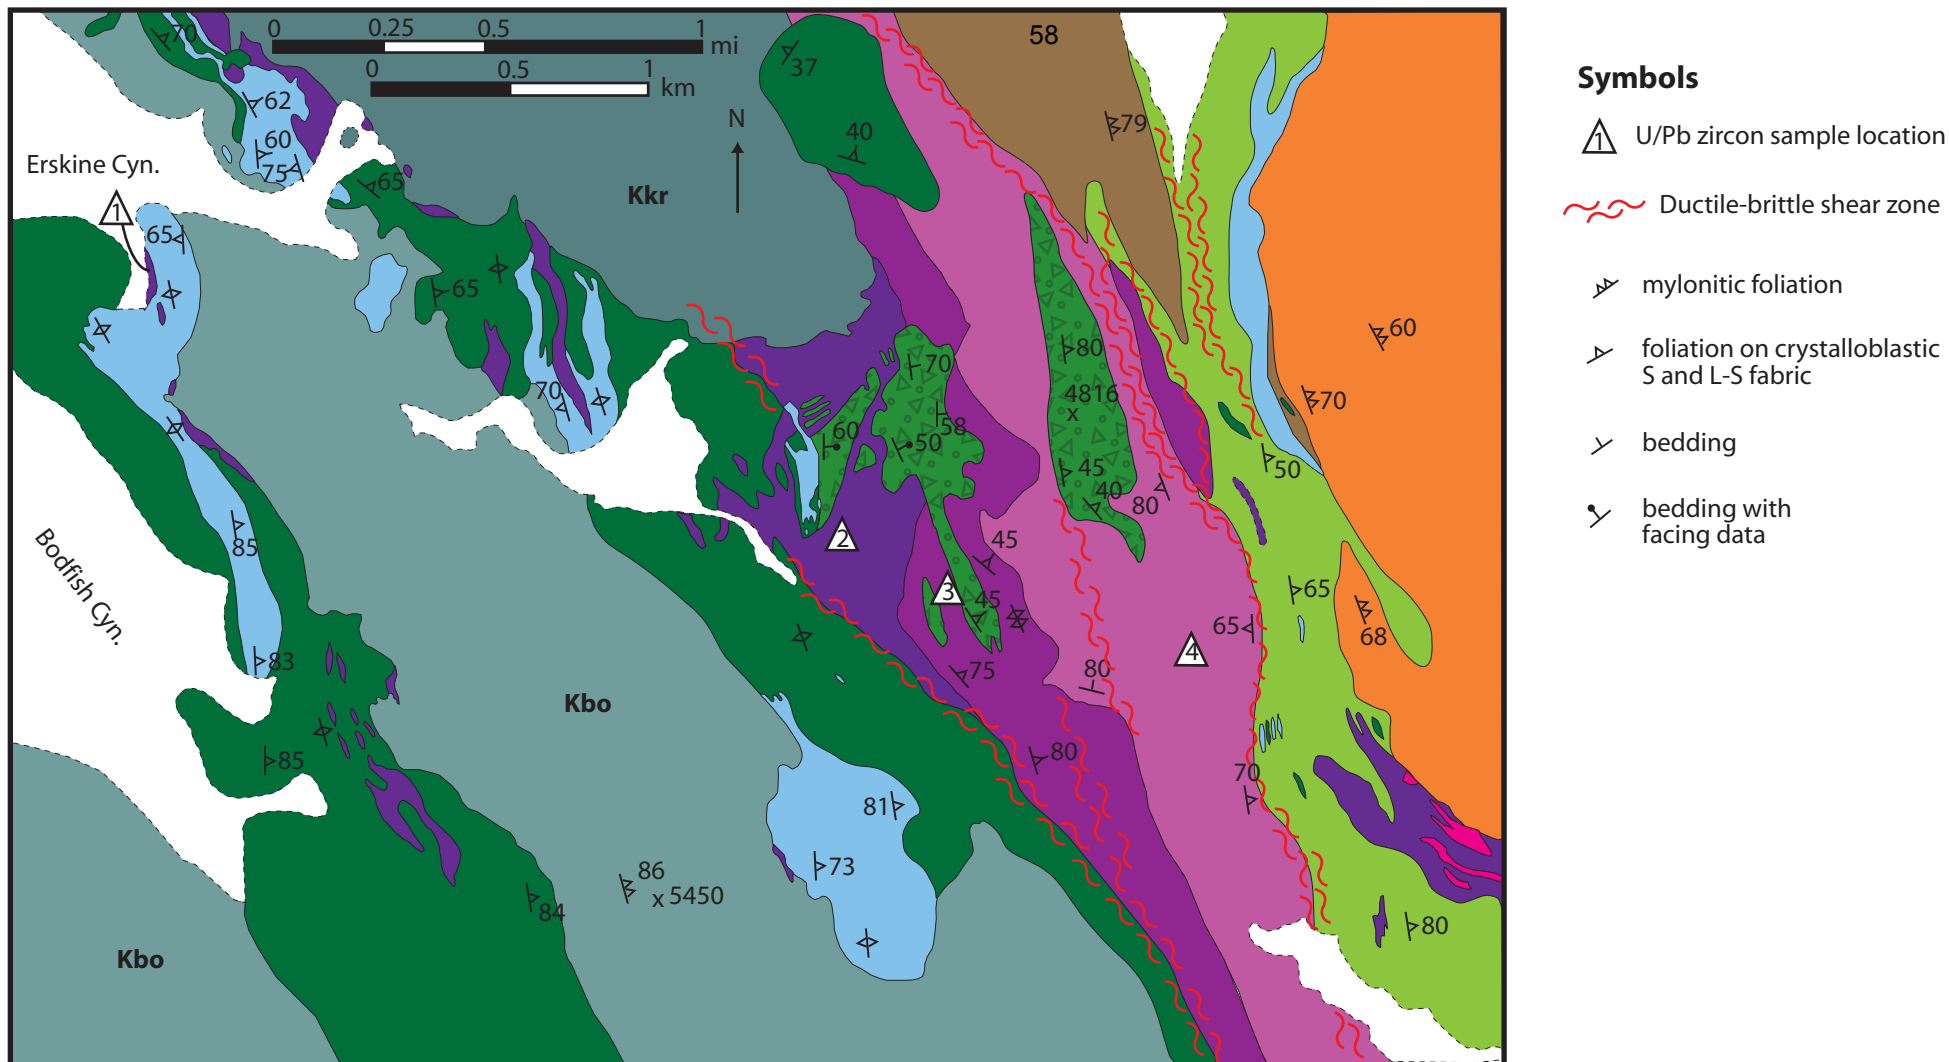 0 0.25 0.5 1 mi
0 0.5 1 km
N
58
70
37
62
79
40
60
75
Kkr
65
Erskine Cyn.
1
65
65
60
80
70
70
4816
x
70
58
60
50
45
50
40
80
2
45
85
Bodfish Cyn.
3
45
65
65
68
4
83
75
80
Kbo
80
85
70
81
73
86
x 5450
84
80
Kbo
Symbols
1 U/Pb zircon sample location
Ductile-brittle shear zone
mylonitic foliation
foliation on crystalloblastic
S and L-S fabric
bedding
bedding with
facing data